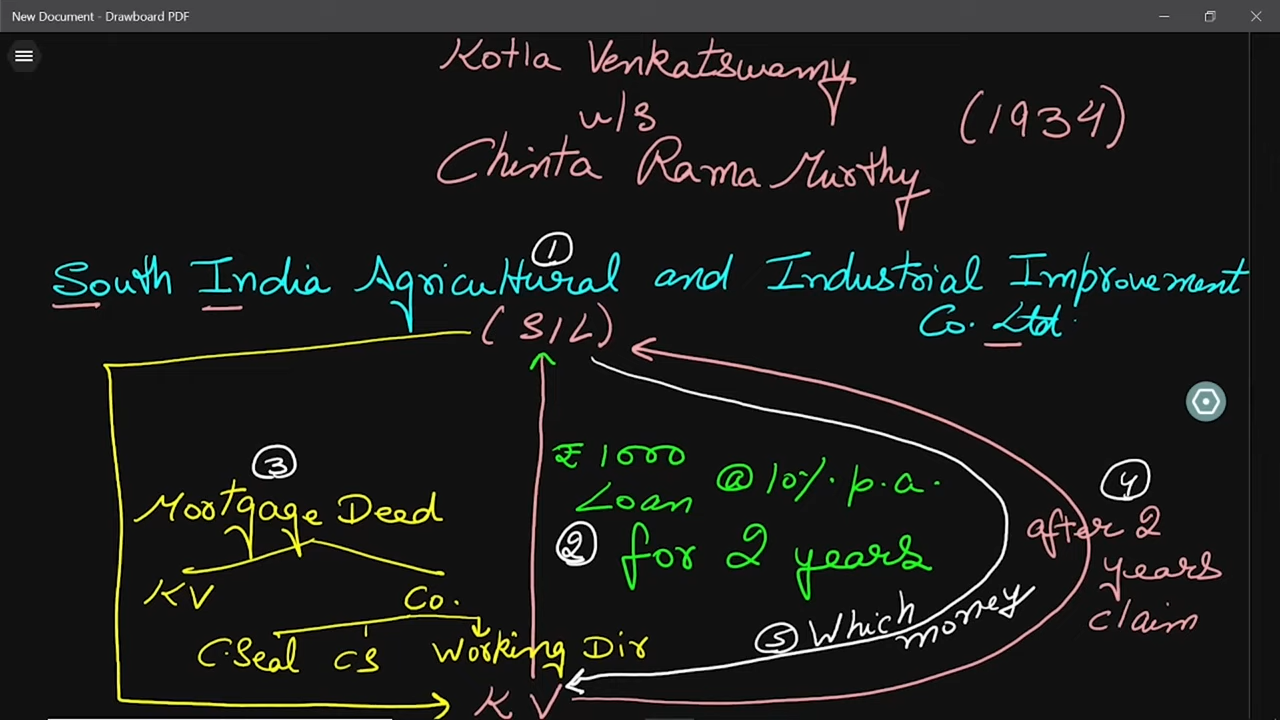 New Document - Drawboard PDF
Kotla Venkatswamy
v/s
(1934)
Chinta Rama Murthy
①
South India Agricultural and Industrial Improvement
Co. Ltd.
(SIL)
③
Mortgage Deed
KV Co.
C.Seal CS Working Dir
₹1000
Loan @ 10% p.a.
② for 2 years
④
after 2
years
claim
⑤ Which
money
KV